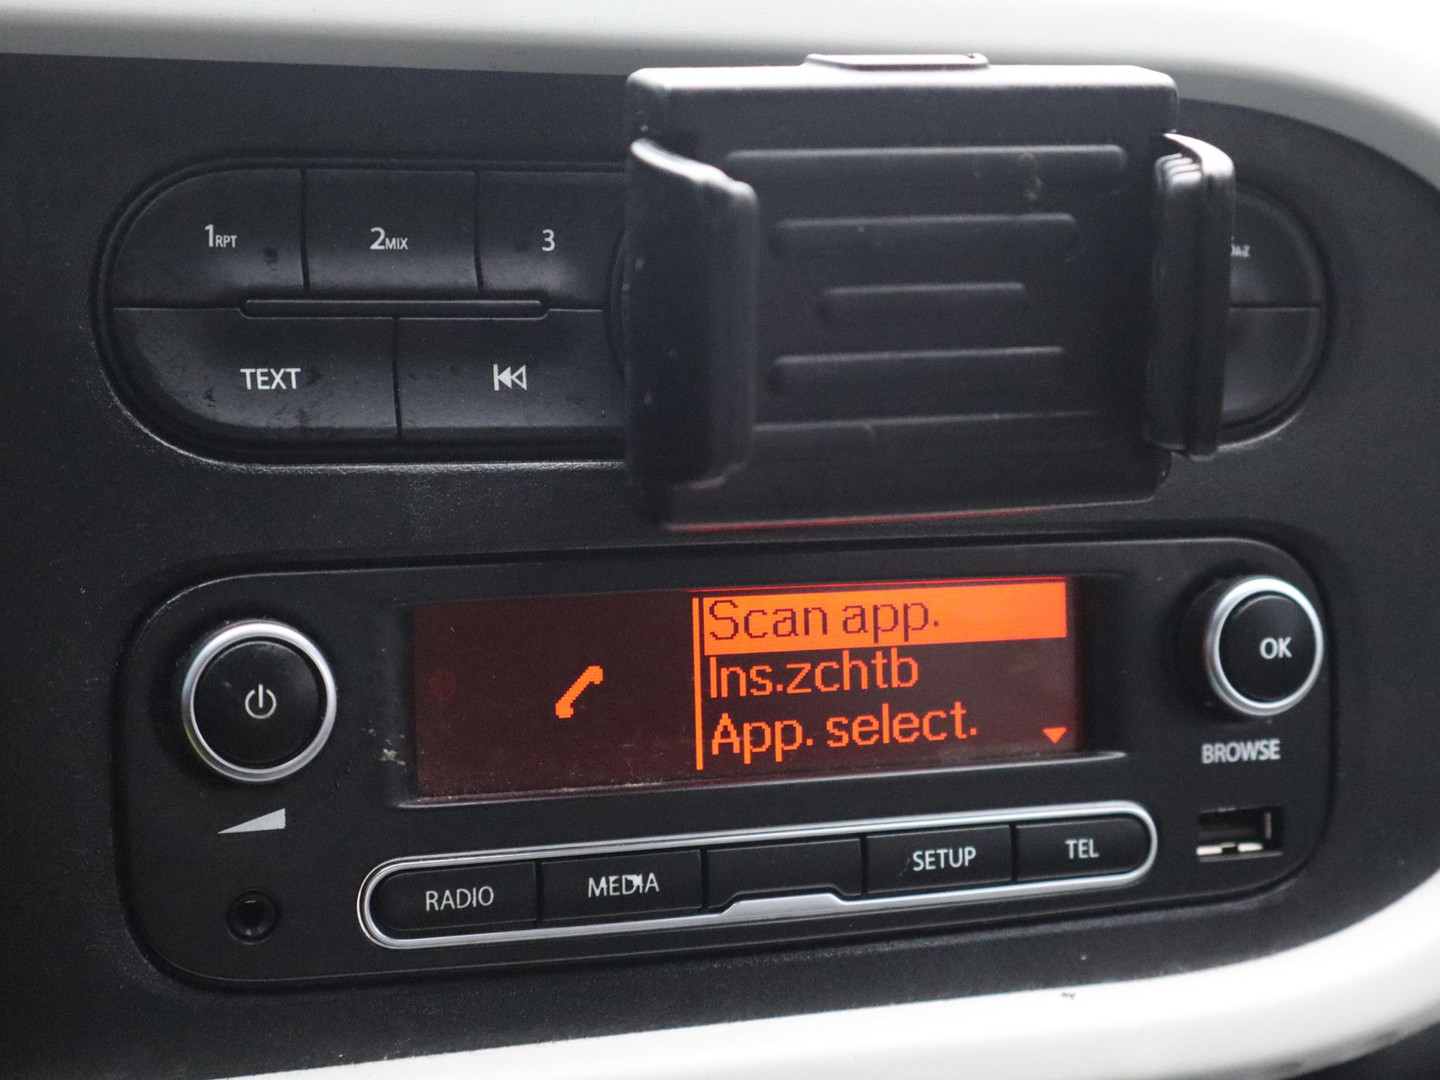 1RPT
2MIX
3
TEXT
Scan app.
Ins.zchtb
App. select.
OK
BROWSE
RADIO
MEDIA
SETUP
TEL